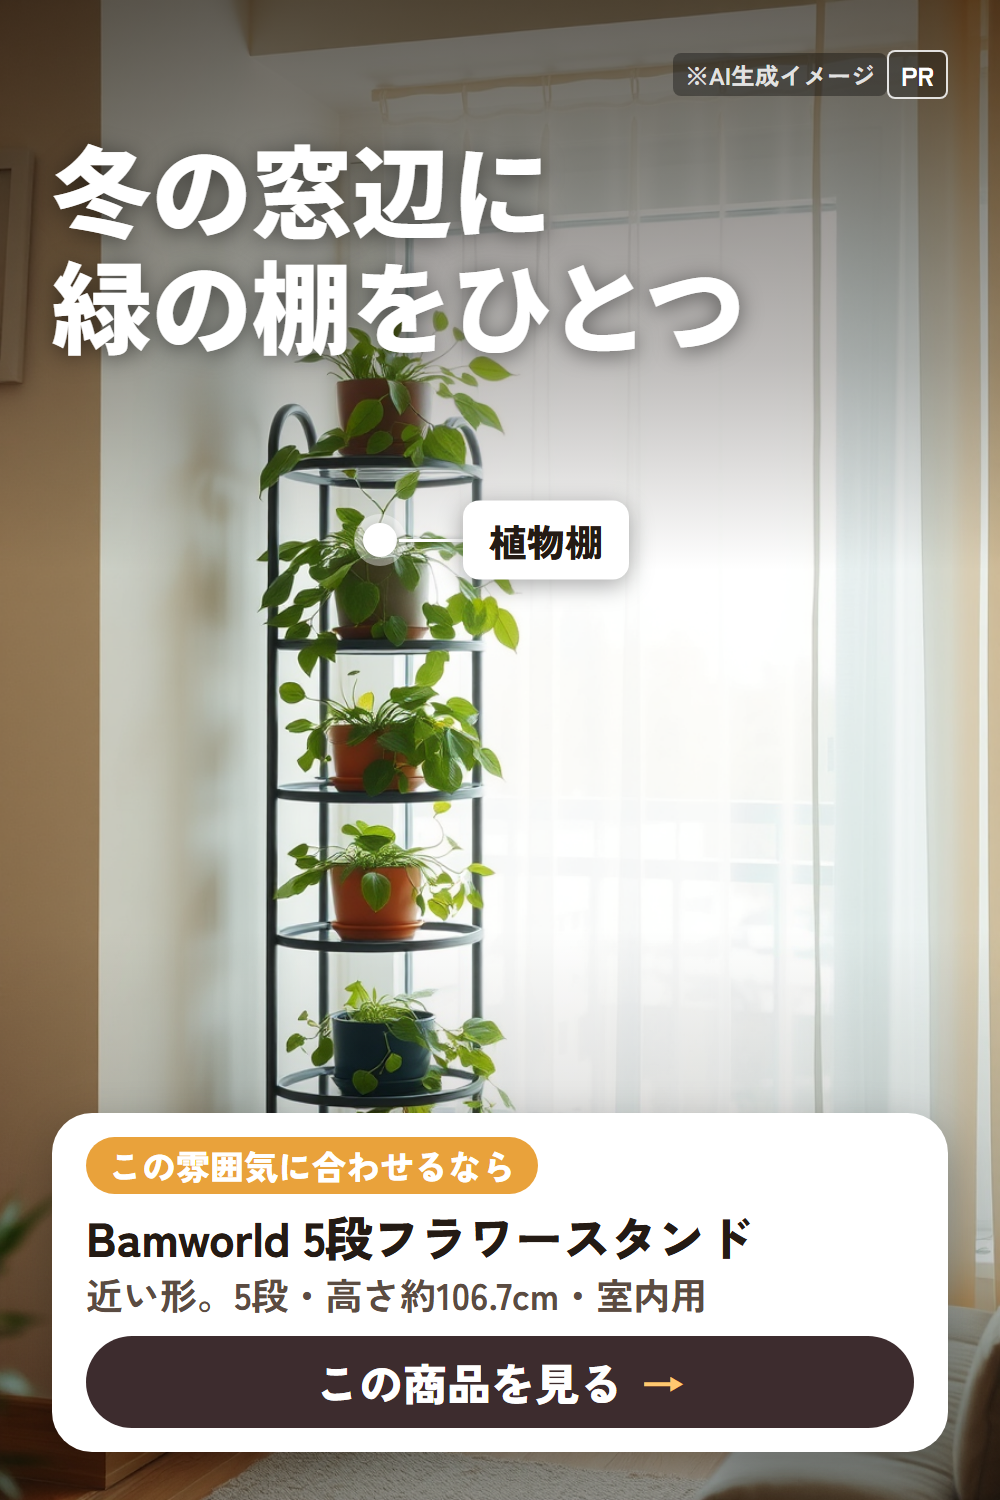 ※AI生成イメージ PR
冬の窓辺に
緑の棚をひとつ
植物棚
この雰囲気に合わせるなら
Bamworld 5段フラワースタンド
近い形。5段・高さ約106.7cm・室内用
この商品を見る →